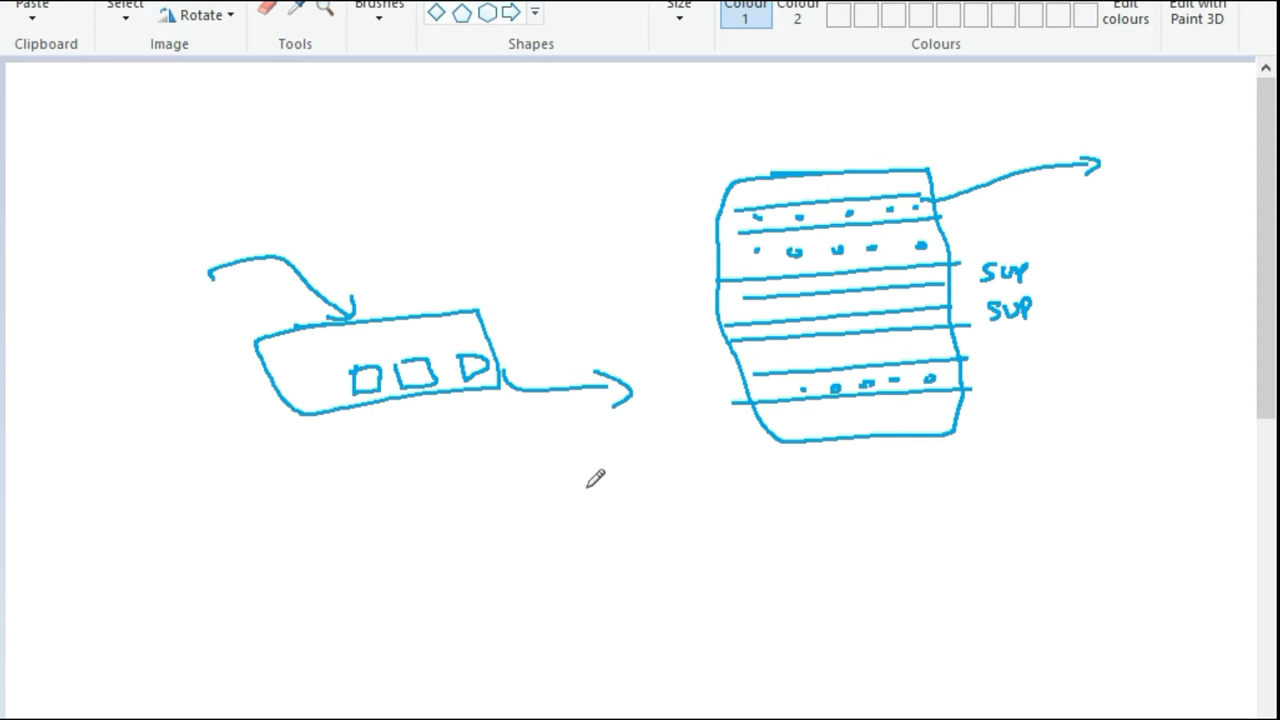 Paste
Select
Rotate
Brushes
Size
Colour
1
Colour
2
Edit
colours
Edit with
Paint 3D
Clipboard
Image
Tools
Shapes
Colours
SUP
SUP